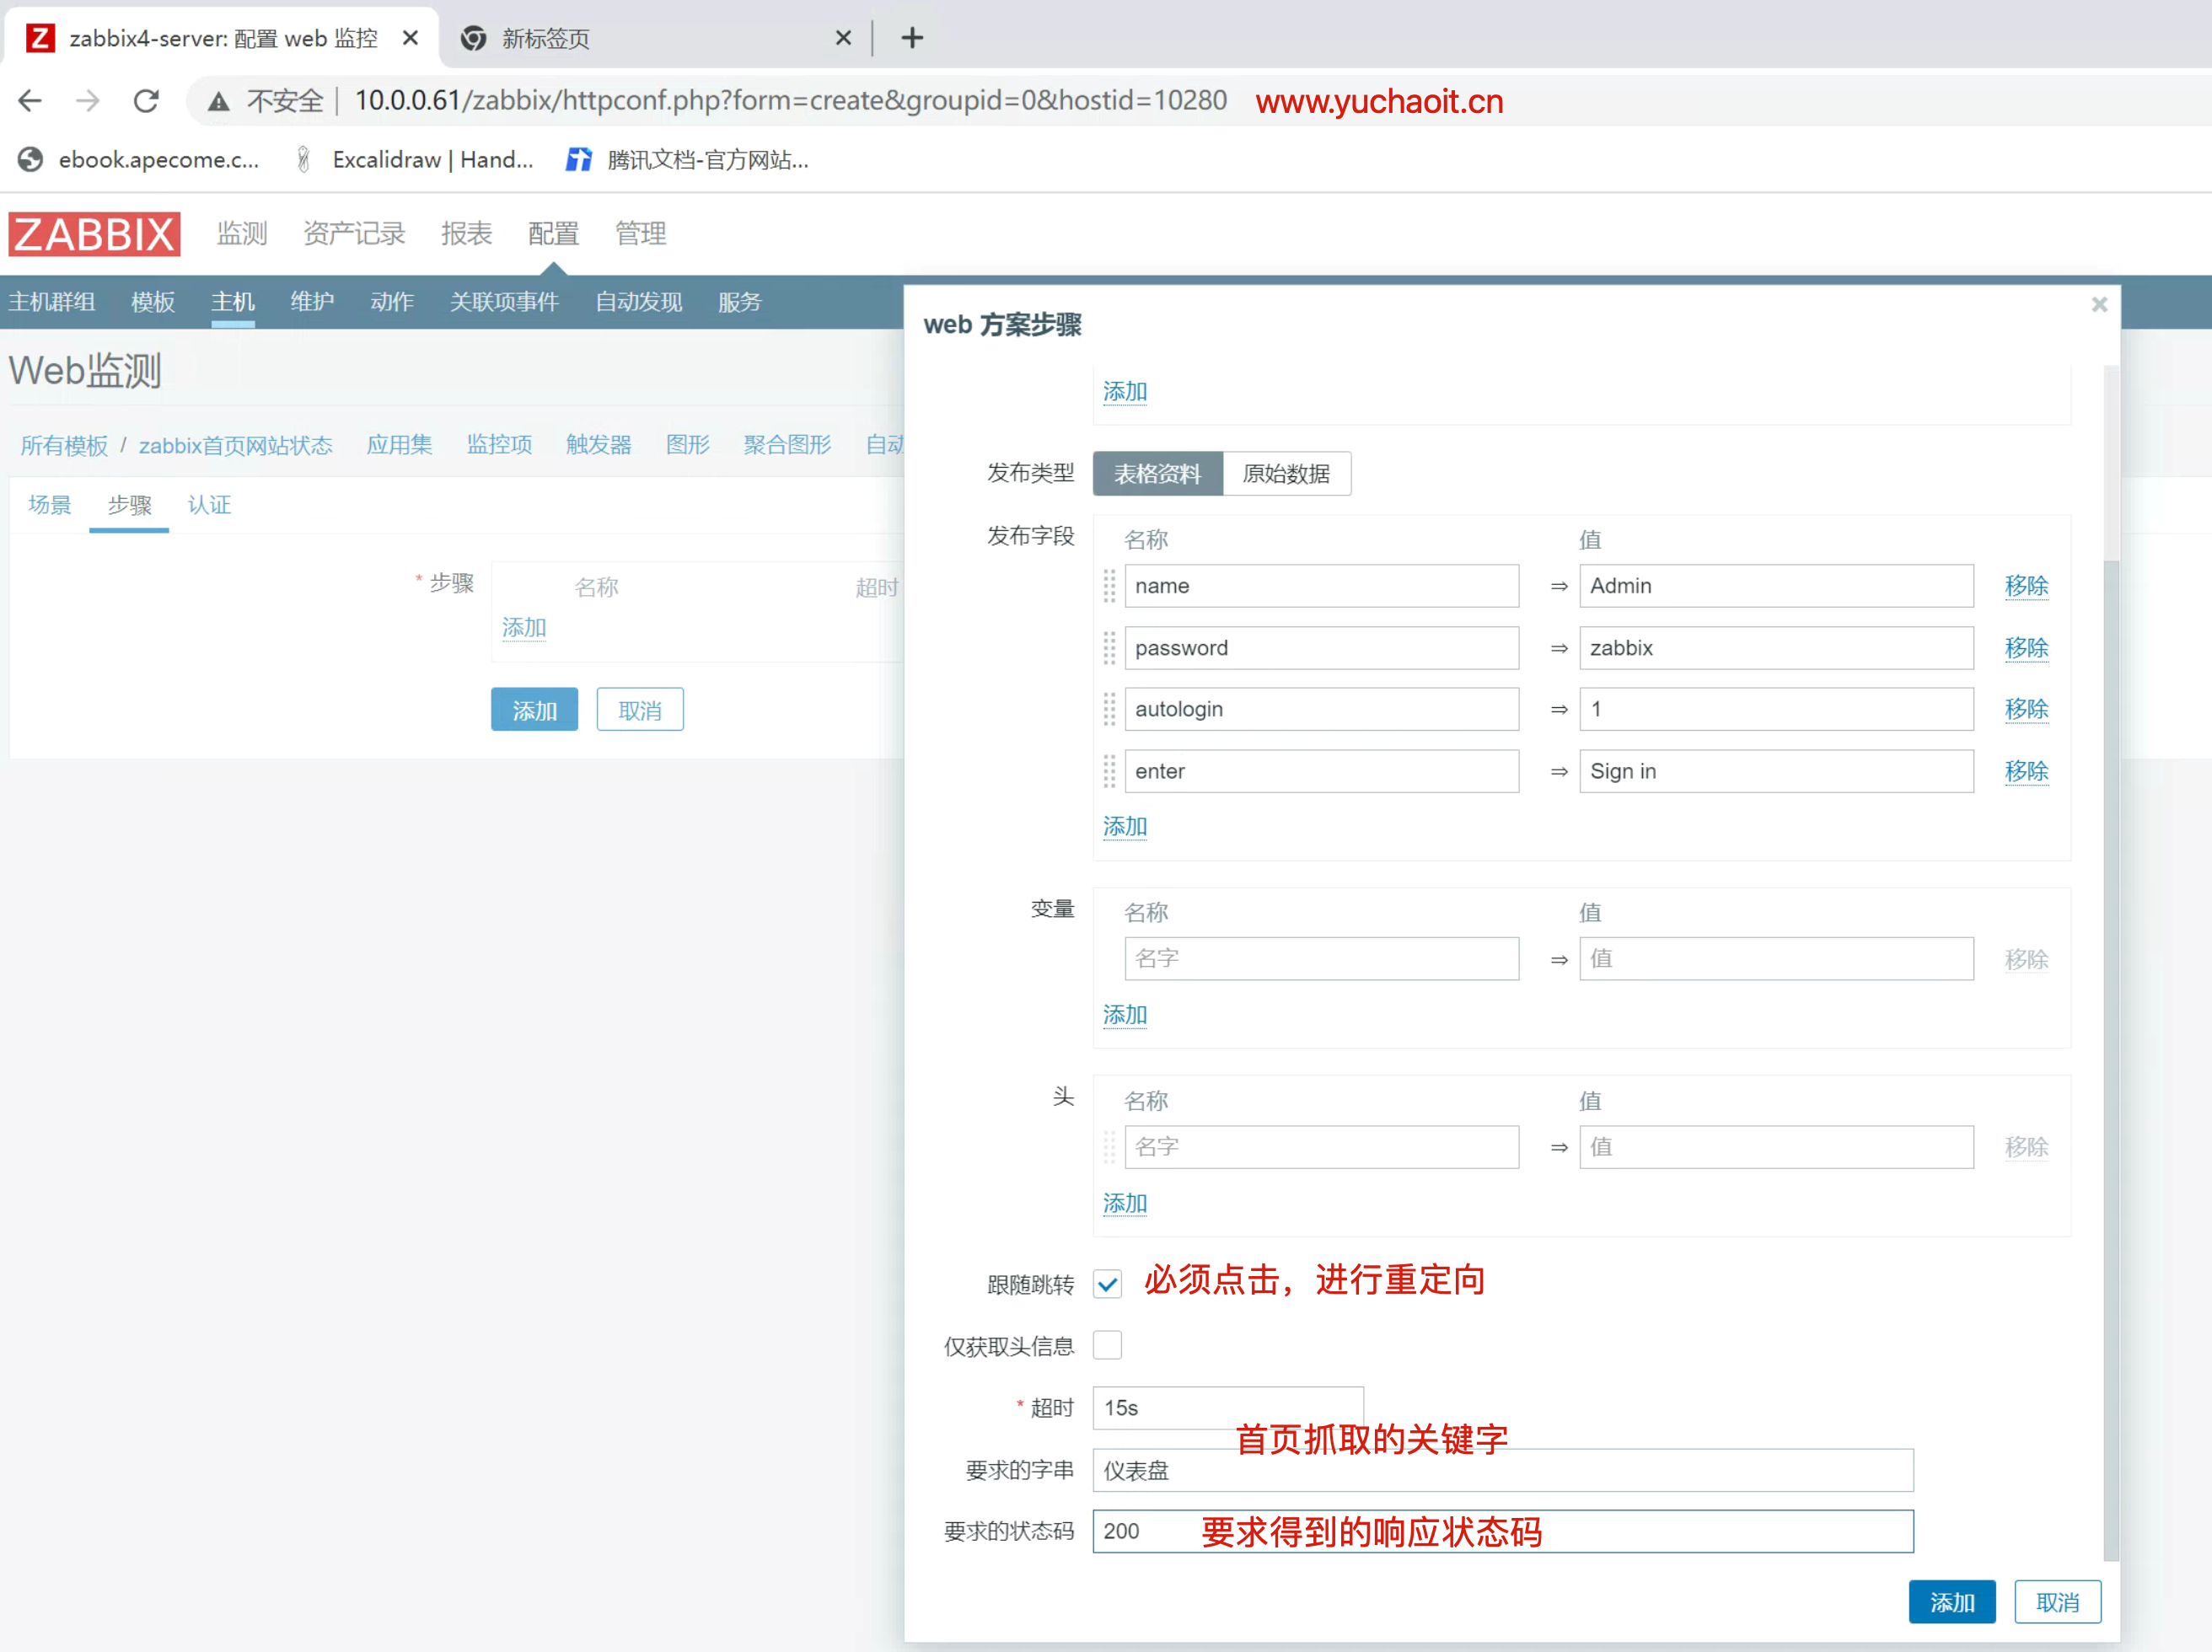 zabbix4-server: 配置 web 监控
新标签页
不安全 | 10.0.0.61/zabbix/httpconf.php?form=create&groupid=0&hostid=10280 www.yuchaoit.cn
ebook.apecome.c... Excalidraw | Hand... 腾讯文档-官方网站...
ZABBIX 监测 资产记录 报表 配置 管理
主机群组 模板 主机 维护 动作 关联项事件 自动发现 服务
Web监测
所有模板 / zabbix首页网站状态 应用集 监控项 触发器 图形 聚合图形 自动
场景 步骤 认证
* 步骤 名称 超时
添加
添加 取消
web 方案步骤
添加
发布类型 表格资料 原始数据
发布字段 名称 值
name ⇒ Admin 移除
password ⇒ zabbix 移除
autologin ⇒ 1 移除
enter ⇒ Sign in 移除
添加
变量 名称 值
名字 ⇒ 值 移除
添加
头 名称 值
名字 ⇒ 值 移除
添加
跟随跳转 必须点击，进行重定向
仅获取头信息
* 超时 15s
首页抓取的关键字
要求的字串 仪表盘
要求的状态码 200 要求得到的响应状态码
添加 取消